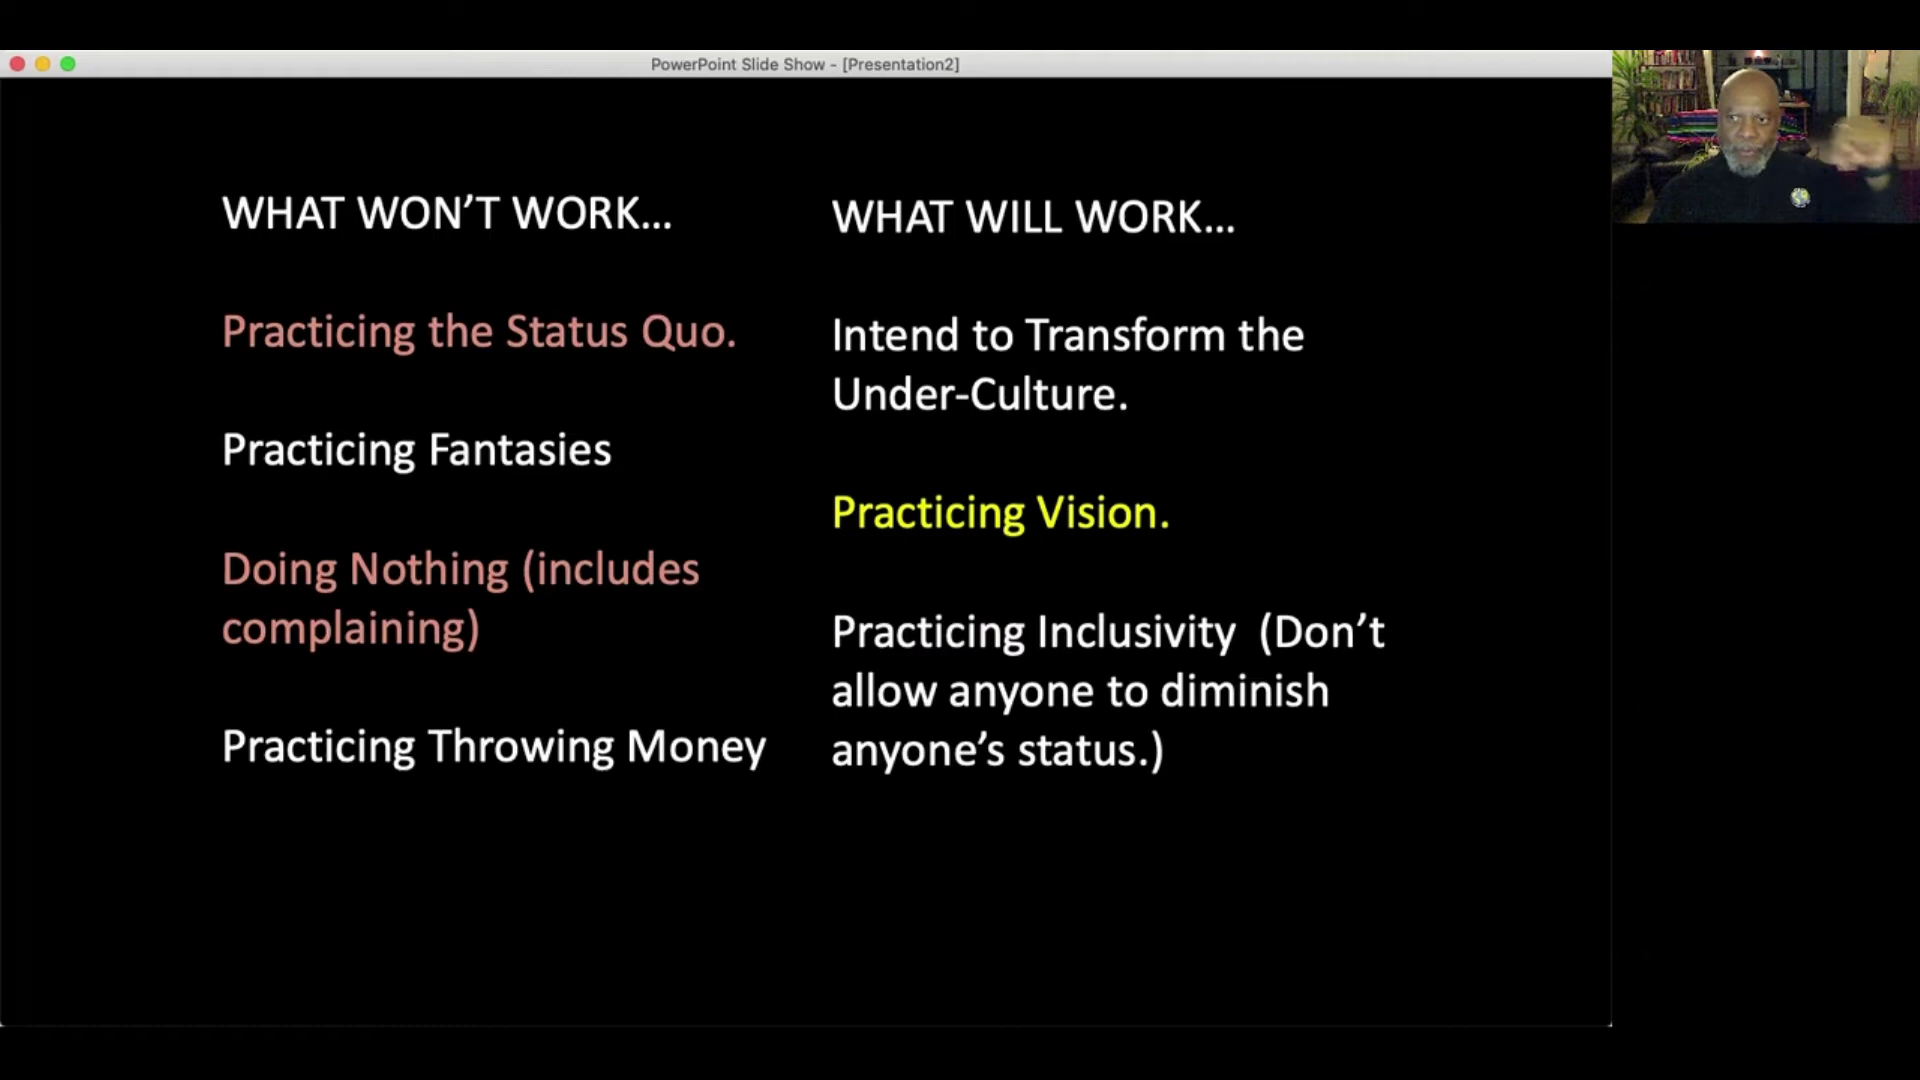 PowerPoint Slide Show - [Presentation2]
WHAT WON’T WORK…
Practicing the Status Quo.
Practicing Fantasies
Doing Nothing (includes
complaining)
Practicing Throwing Money
WHAT WILL WORK…
Intend to Transform the
Under-Culture.
Practicing Vision.
Practicing Inclusivity  (Don’t
allow anyone to diminish
anyone’s status.)